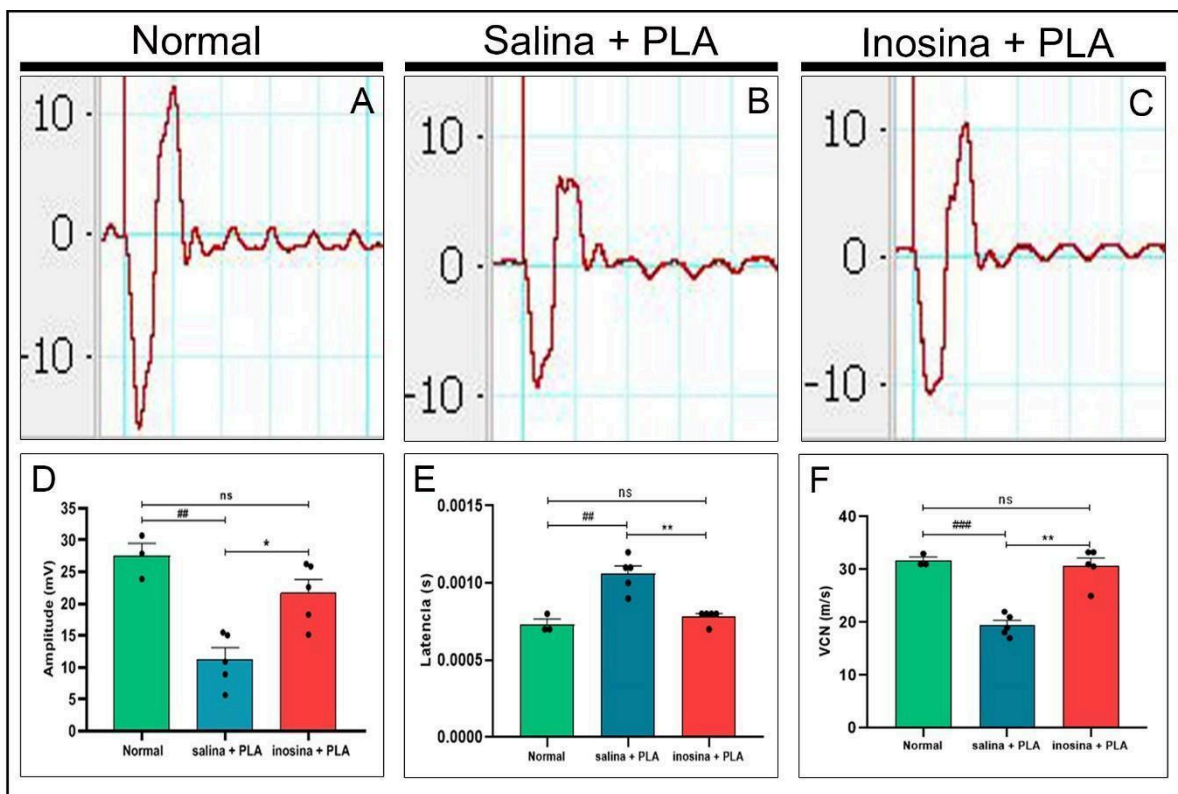 Normal
Salina + PLA
Inosina + PLA
A
10
0
-10
B
10
0
-10
C
10
0
-10
D
ns
##
*
35
30
25
20
15
10
5
0
Amplitude (mV)
Normal
salina + PLA
inosina + PLA
E
ns
##
**
0.0015
0.0010
0.0005
0.0000
Latencia (s)
Normal
salina + PLA
inosina + PLA
F
ns
###
**
40
30
20
10
0
VCN (m/s)
Normal
salina + PLA
inosina + PLA